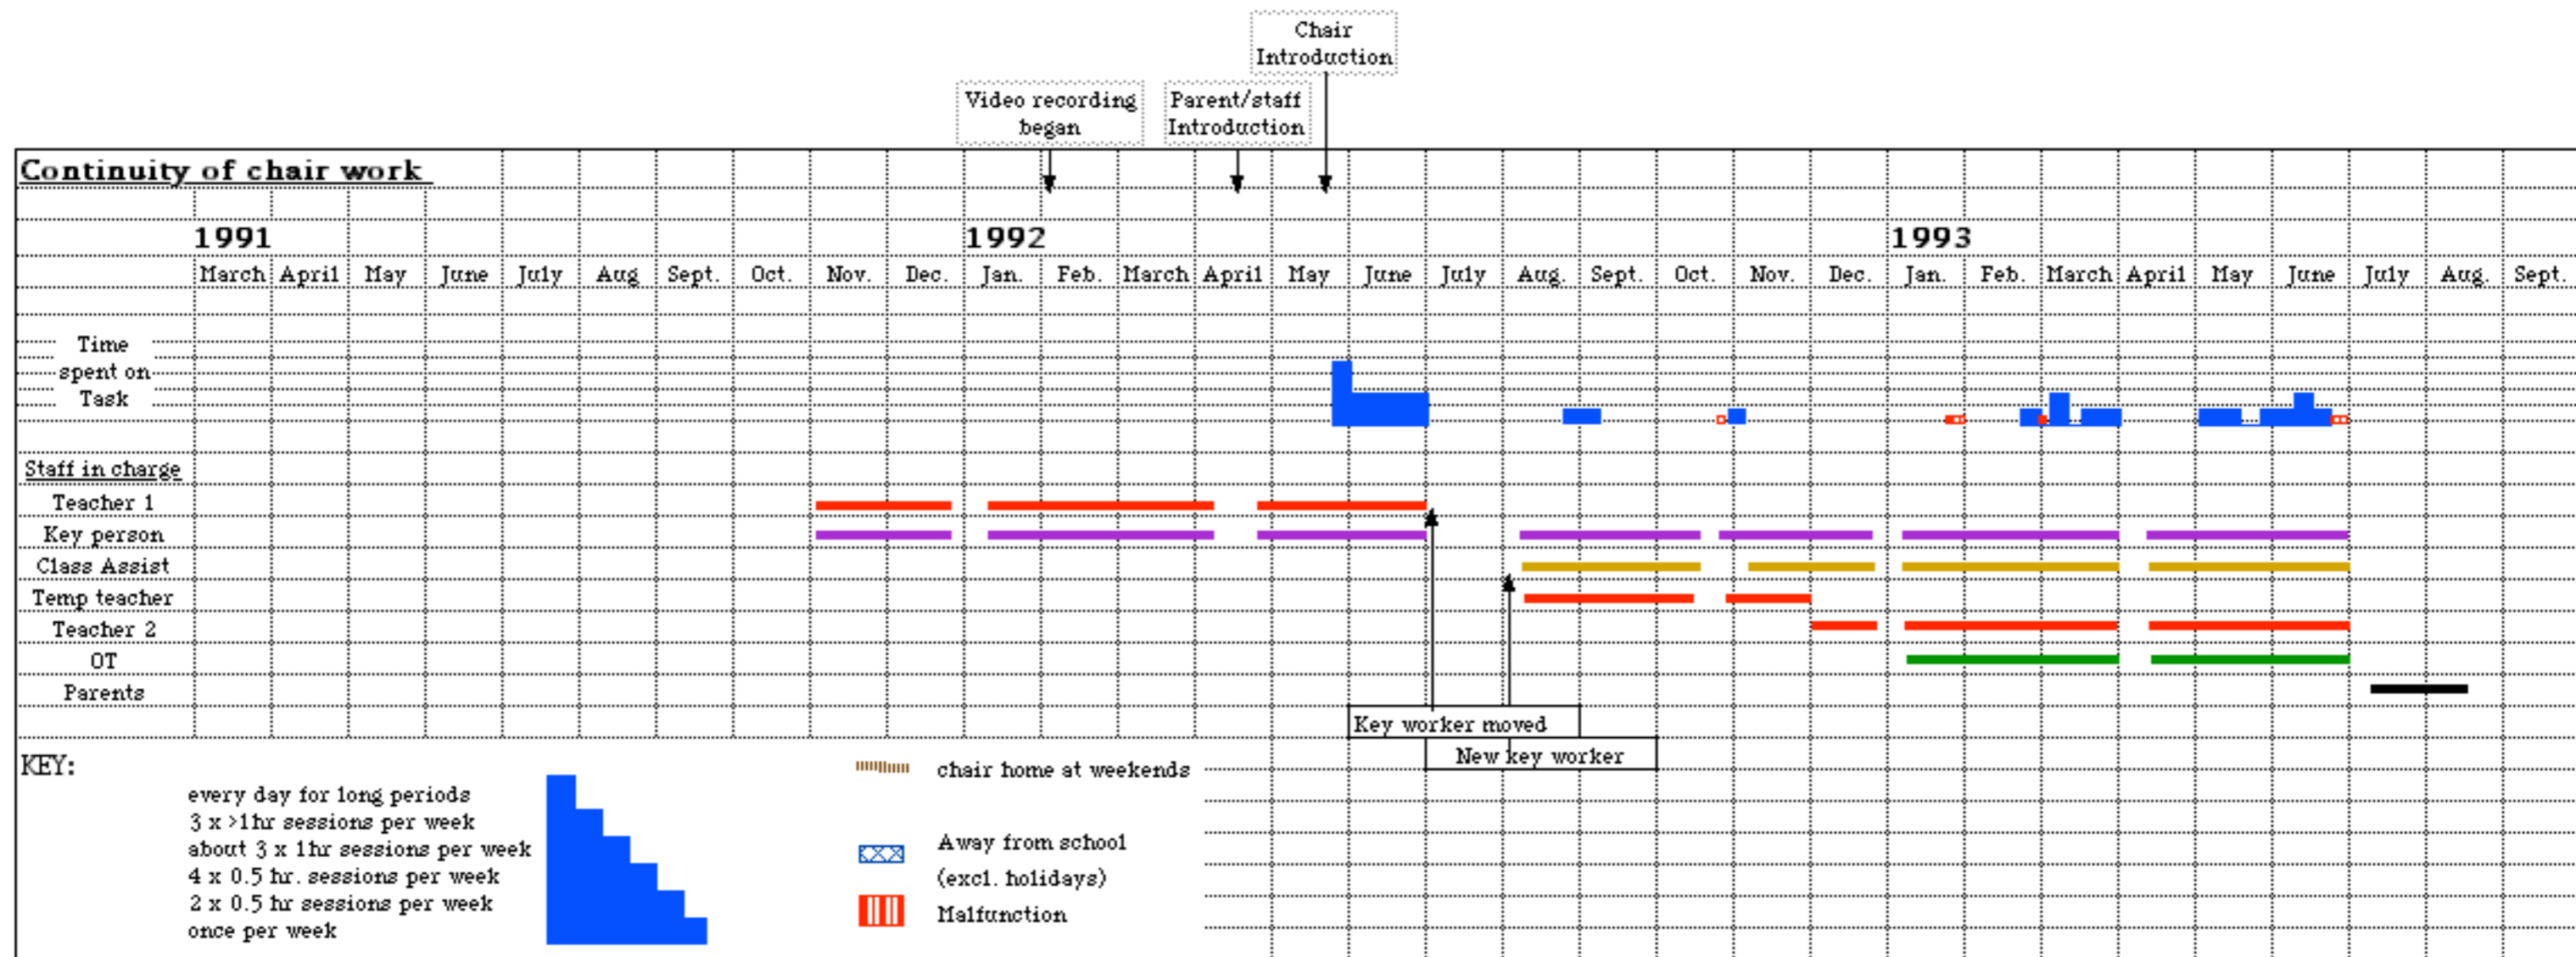 Chair
Introduction
Video recording
began
Parent/staff
Introduction
Continuity of chair work
1991
1992
1993
March April May June July Aug Sept. Oct. Nov. Dec. Jan. Feb. March April May June July Aug. Sept. Oct. Nov. Dec. Jan. Feb. March April May June July Aug. Sept.
Time
spent on
Task
Staff in charge
Teacher 1
Key person
Class Assist
Temp teacher
Teacher 2
OT
Parents
Key worker moved
New key worker
KEY:
every day for long periods
3 x >1hr sessions per week
about 3 x 1hr sessions per week
4 x 0.5 hr. sessions per week
2 x 0.5 hr sessions per week
once per week
chair home at weekends
Away from school
(excl. holidays)
Malfunction